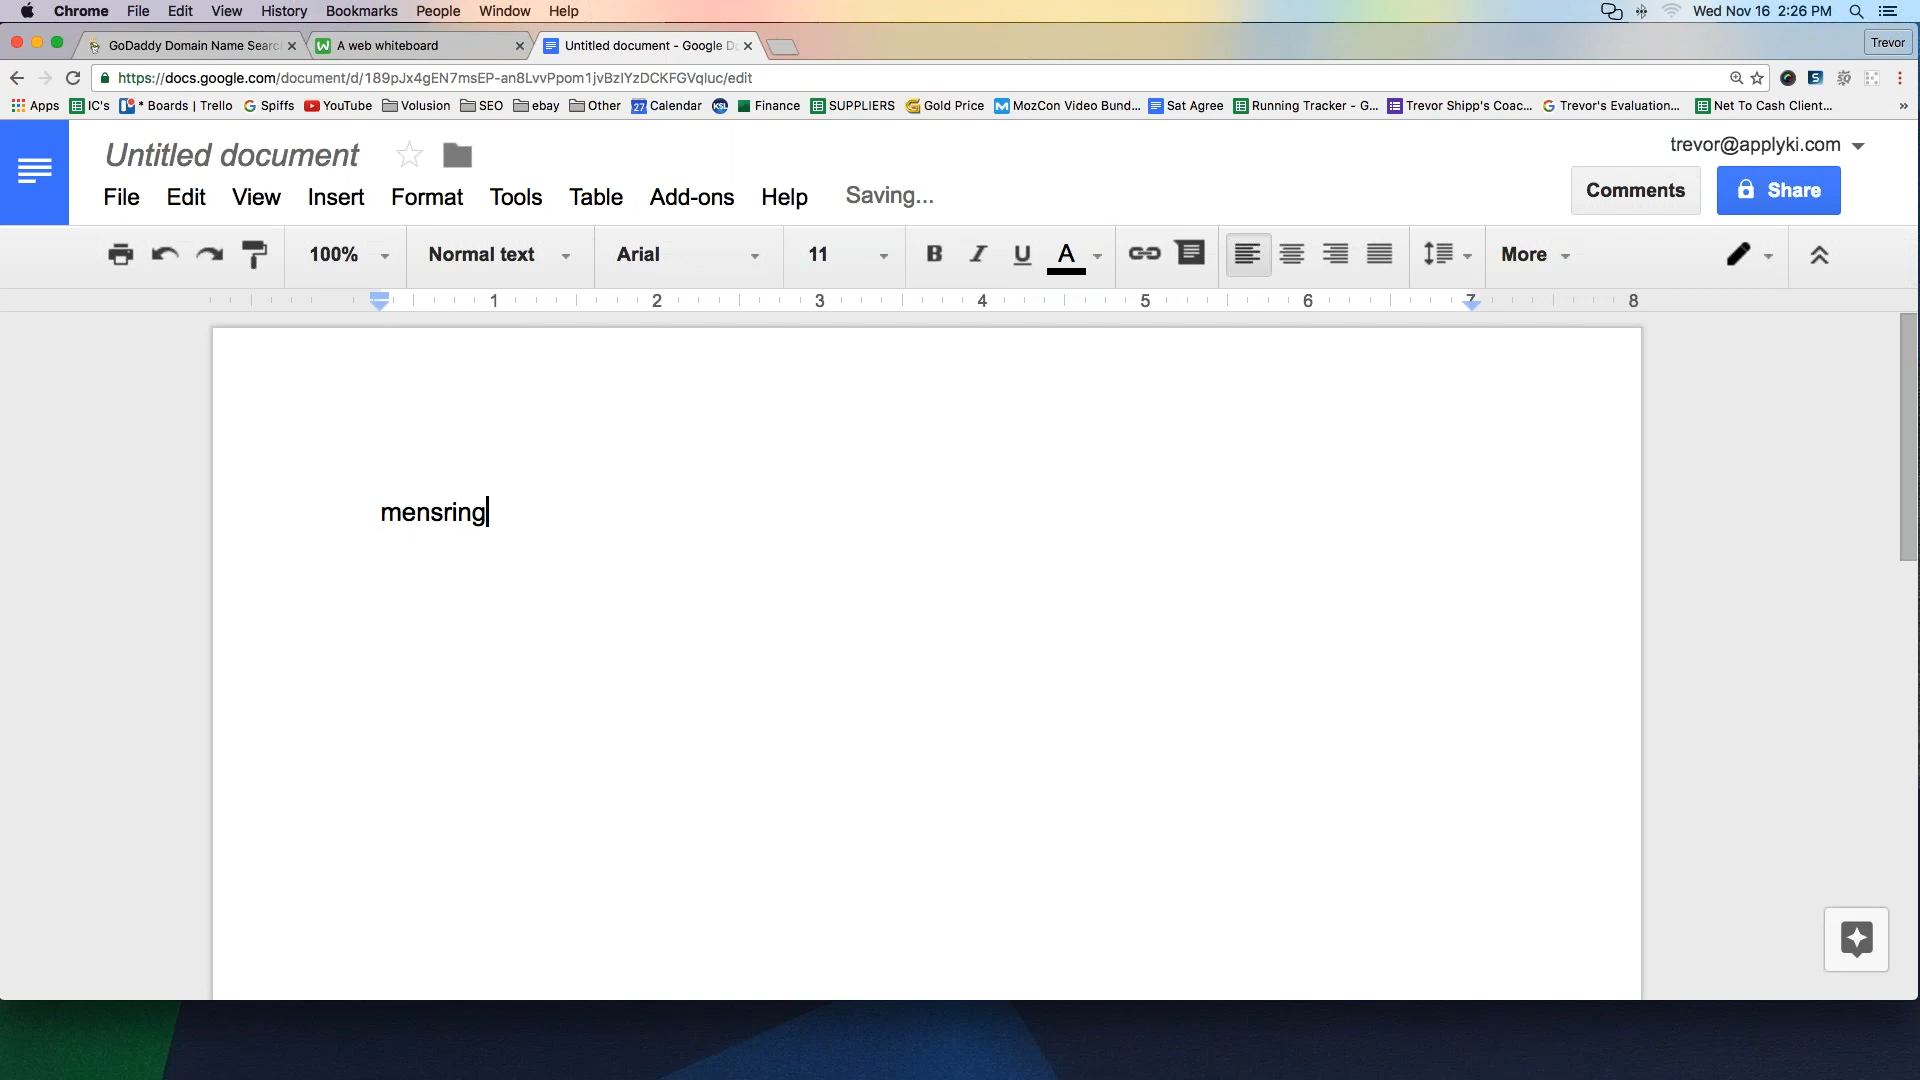 Chrome File Edit View History Bookmarks People Window Help Wed Nov 16 2:26 PM
GoDaddy Domain Name Searc A web whiteboard Untitled document - Google D Trevor
https://docs.google.com/document/d/189pJx4gEN7msEP-an8LvvPpom1jvBzIYzDCKFGVqluc/edit
Apps IC's * Boards | Trello Spiffs YouTube Volusion SEO ebay Other 27 Calendar KSL Finance SUPPLIERS Gold Price MozCon Video Bund... Sat Agree Running Tracker - G... Trevor Shipp's Coac... Trevor's Evaluation... Net To Cash Client... »
Untitled document trevor@applyki.com
File Edit View Insert Format Tools Table Add-ons Help Saving... Comments Share
100% Normal text Arial 11 B I U A More
1 2 3 4 5 6 7 8
mensring